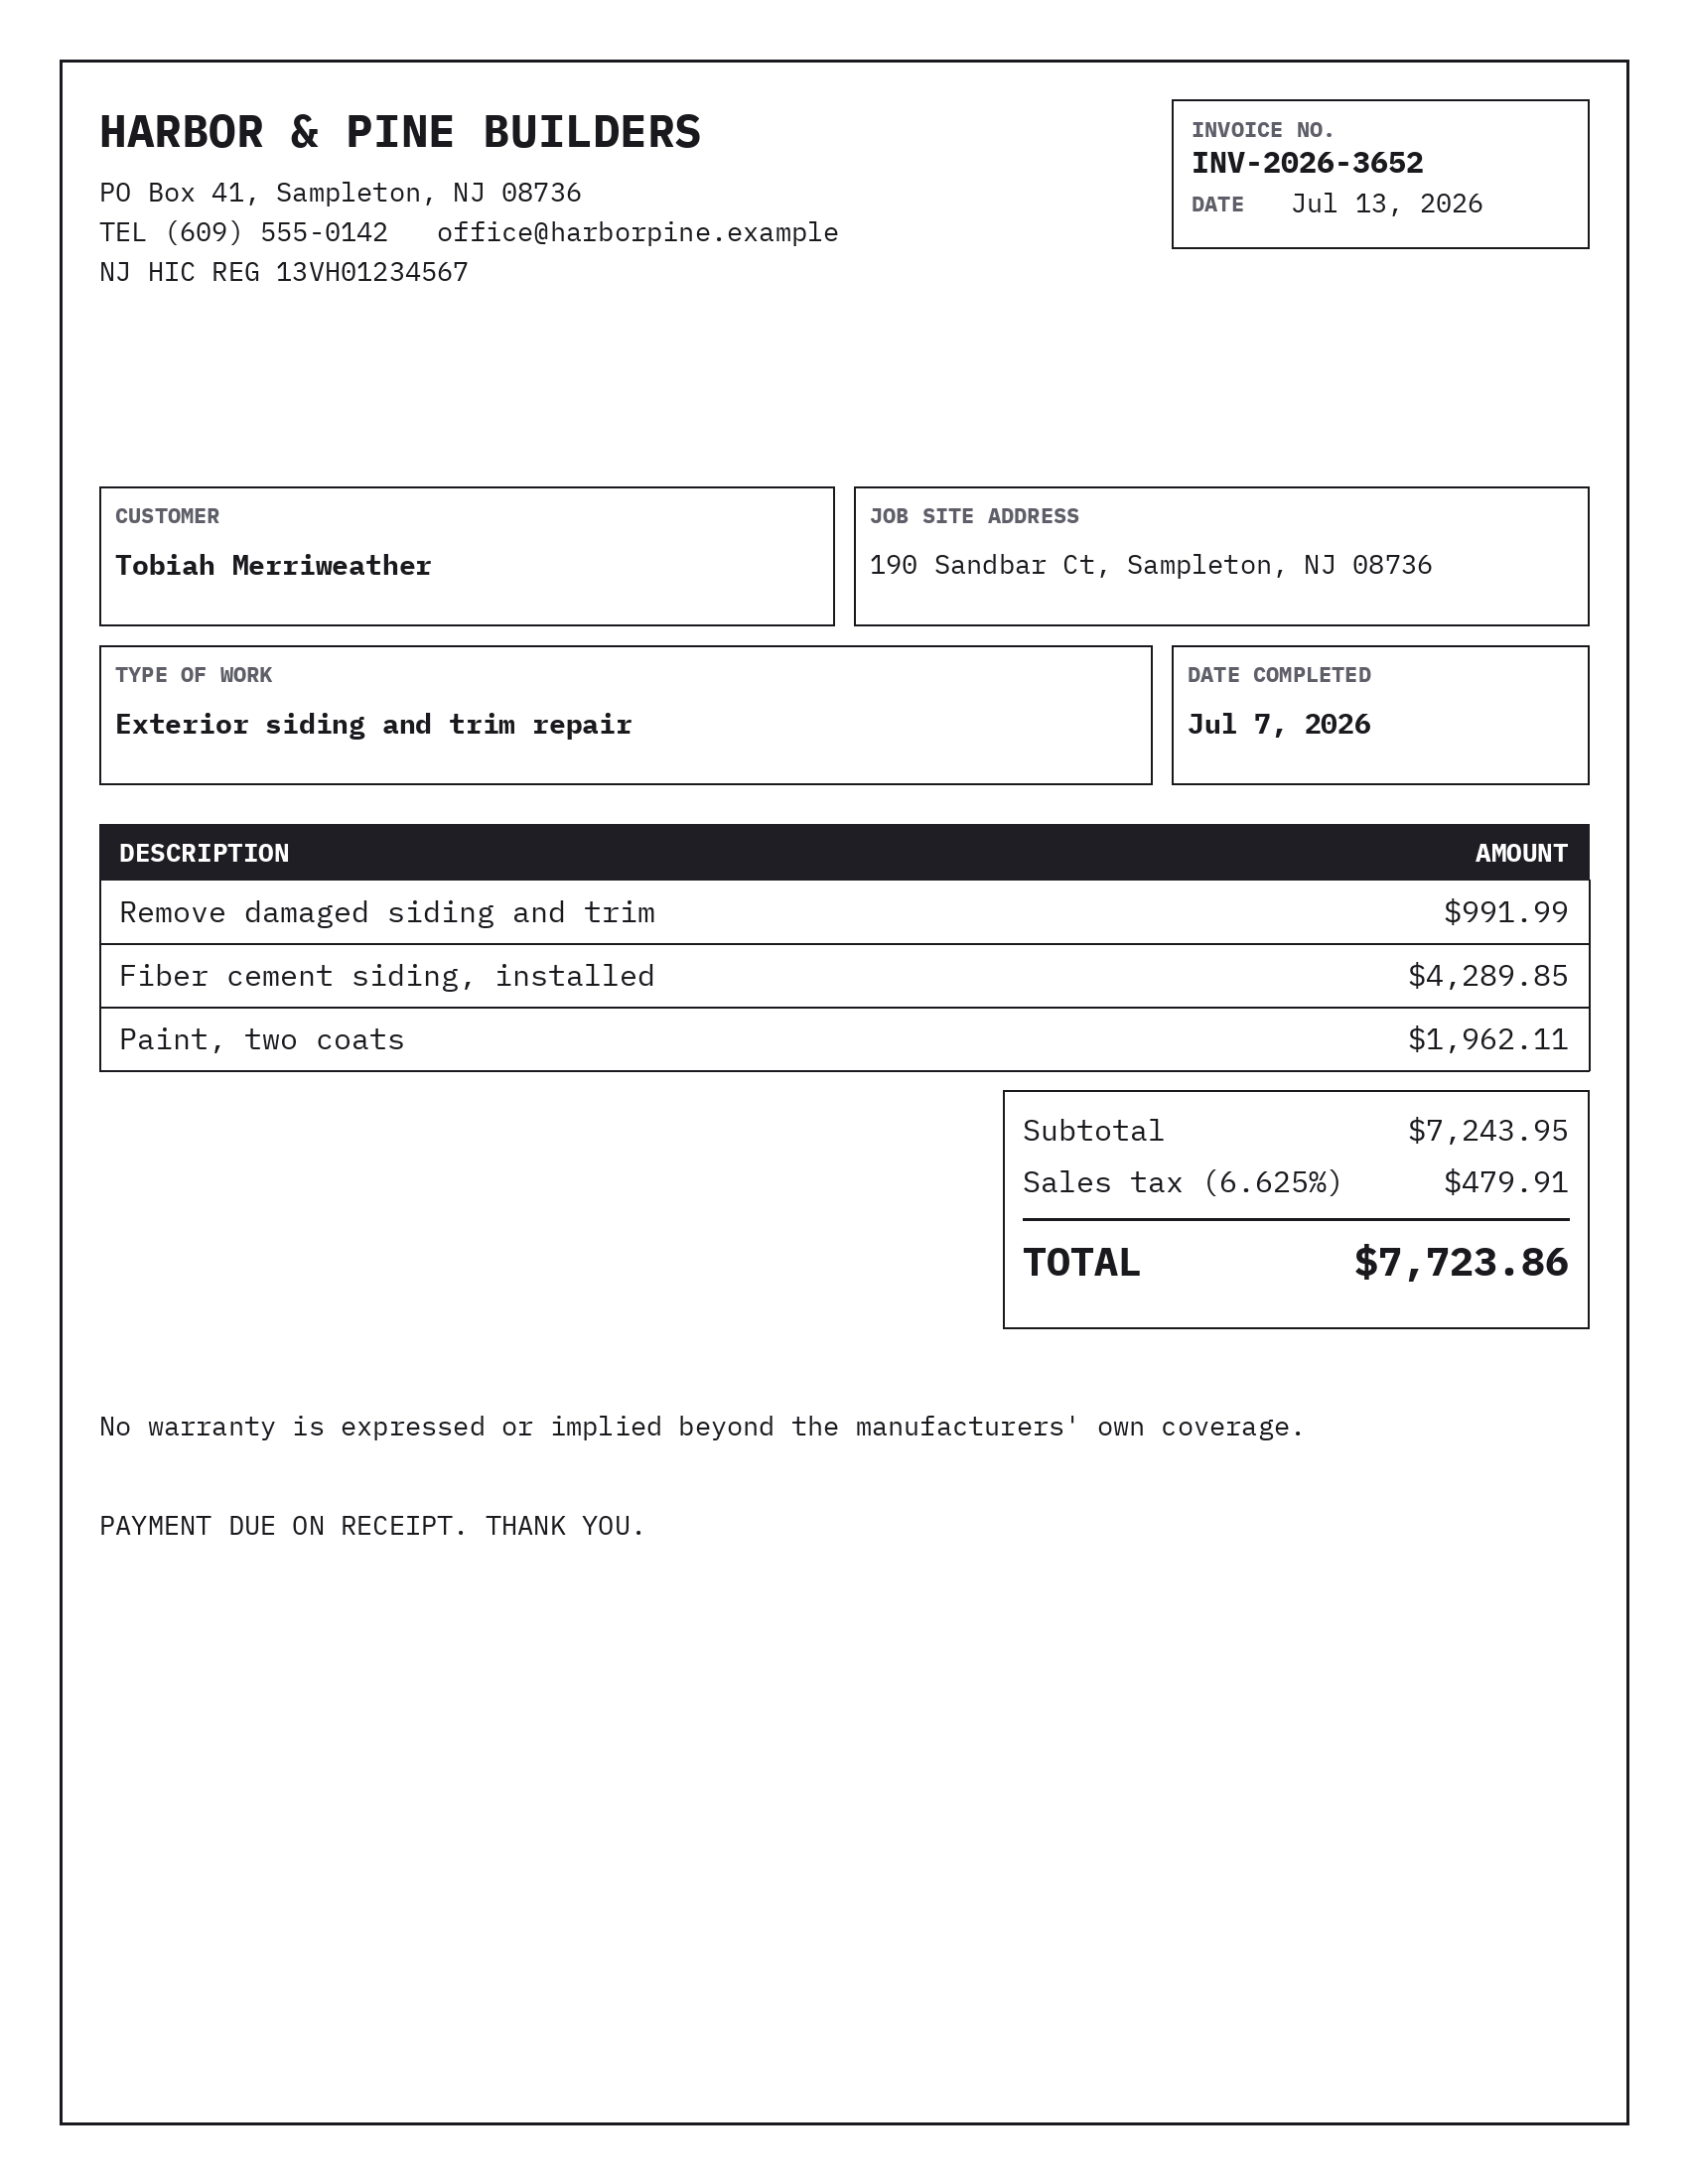 HARBOR & PINE BUILDERS
PO Box 41, Sampleton, NJ 08736
TEL (609) 555-0142 office@harborpine.example
NJ HIC REG 13VH01234567
INVOICE NO.
INV-2026-3652
DATE Jul 13, 2026
CUSTOMER
Tobiah Merriweather
JOB SITE ADDRESS
190 Sandbar Ct, Sampleton, NJ 08736
TYPE OF WORK
Exterior siding and trim repair
DATE COMPLETED
Jul 7, 2026
DESCRIPTION AMOUNT
Remove damaged siding and trim $991.99
Fiber cement siding, installed $4,289.85
Paint, two coats $1,962.11
Subtotal $7,243.95
Sales tax (6.625%) $479.91
TOTAL $7,723.86
No warranty is expressed or implied beyond the manufacturers' own coverage.
PAYMENT DUE ON RECEIPT. THANK YOU.